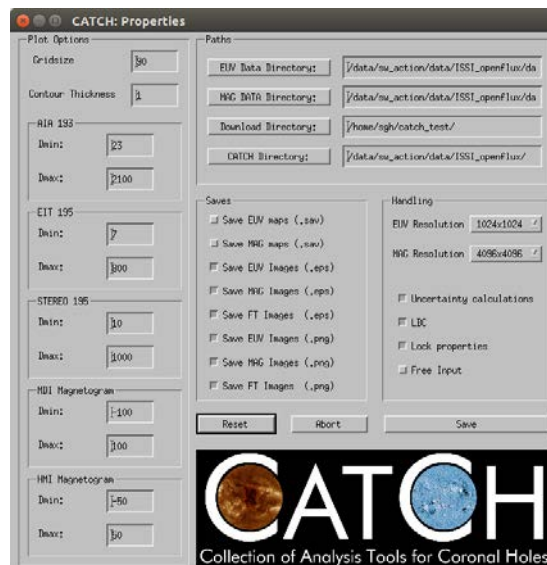 CATCH: Properties
Plot Options
Gridsize 90
Contour Thickness 1
AIA 193
Dmin: 23
Dmax: 2100
EIT 195
Dmin: 7
Dmax: 800
STEREO 195
Dmin: 10
Dmax: 1000
MDI Magnetogram
Dmin: -100
Dmax: 100
HMI Magnetogram
Dmin: -50
Dmax: 50
Paths
EUV Data Directory: /data/sw_action/data/ISSI_openflux/da
MAG DATA Directory: /data/sw_action/data/ISSI_openflux/da
Download Directory: /home/sgh/catch_test/
CATCH Directory: /data/sw_action/data/ISSI_openflux/
Saves
Save EUV maps (.sav)
Save MAG maps (.sav)
Save EUV Images (.eps)
Save MAG Images (.eps)
Save FT Images (.eps)
Save EUV Images (.png)
Save MAG Images (.png)
Save FT Images (.png)
Handling
EUV Resolution 1024x1024
MAG Resolution 4096x4096
Uncertainty calculations
LBC
Lock properties
Free Input
Reset Abort Save
CATCH
Collection of Analysis Tools for Coronal Holes